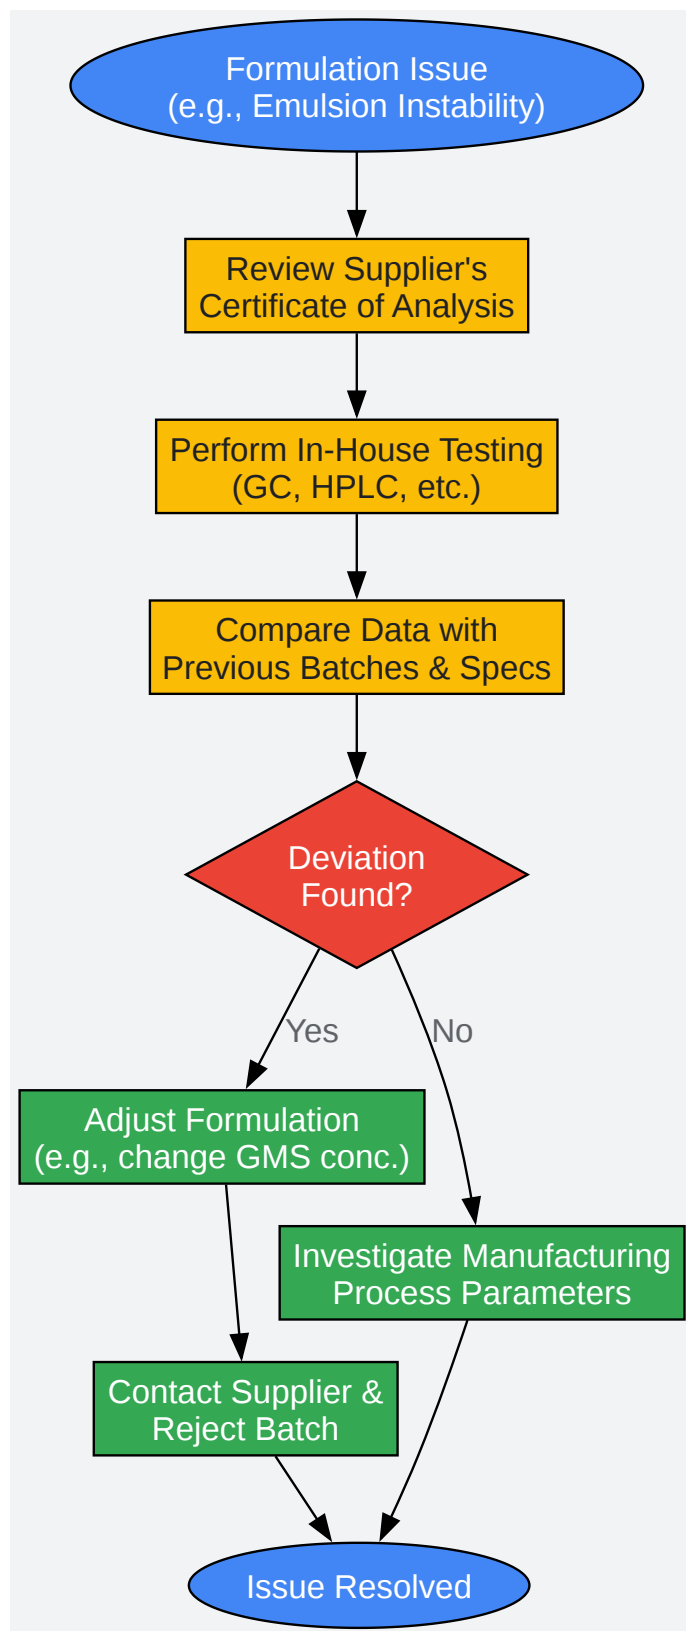 Formulation Issue
(e.g., Emulsion Instability)
Review Supplier's
Certificate of Analysis
Perform In-House Testing
(GC, HPLC, etc.)
Compare Data with
Previous Batches & Specs
Deviation
Found?
Yes
No
Adjust Formulation
(e.g., change GMS conc.)
Investigate Manufacturing
Process Parameters
Contact Supplier &
Reject Batch
Issue Resolved